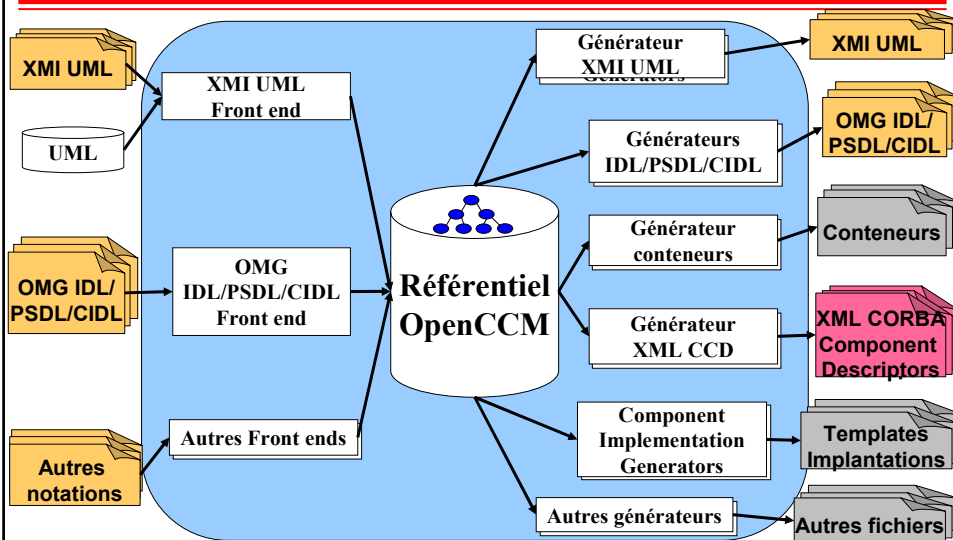 XMI UML
UML
OMG IDL/
PSDL/CIDL
Autres
notations
XMI UML
Front end
OMG
IDL/PSDL/CIDL
Front end
Autres Front ends
Référentiel
OpenCCM
Générateur
XMI UML
Generators
Générateurs
IDL/PSDL/CIDL
Générateur
conteneurs
Générateur
XML CCD
Component
Implementation
Generators
Autres générateurs
XMI UML
OMG IDL/
PSDL/CIDL
Conteneurs
XML CORBA
Component
Descriptors
Templates
Implantations
Autres fichiers